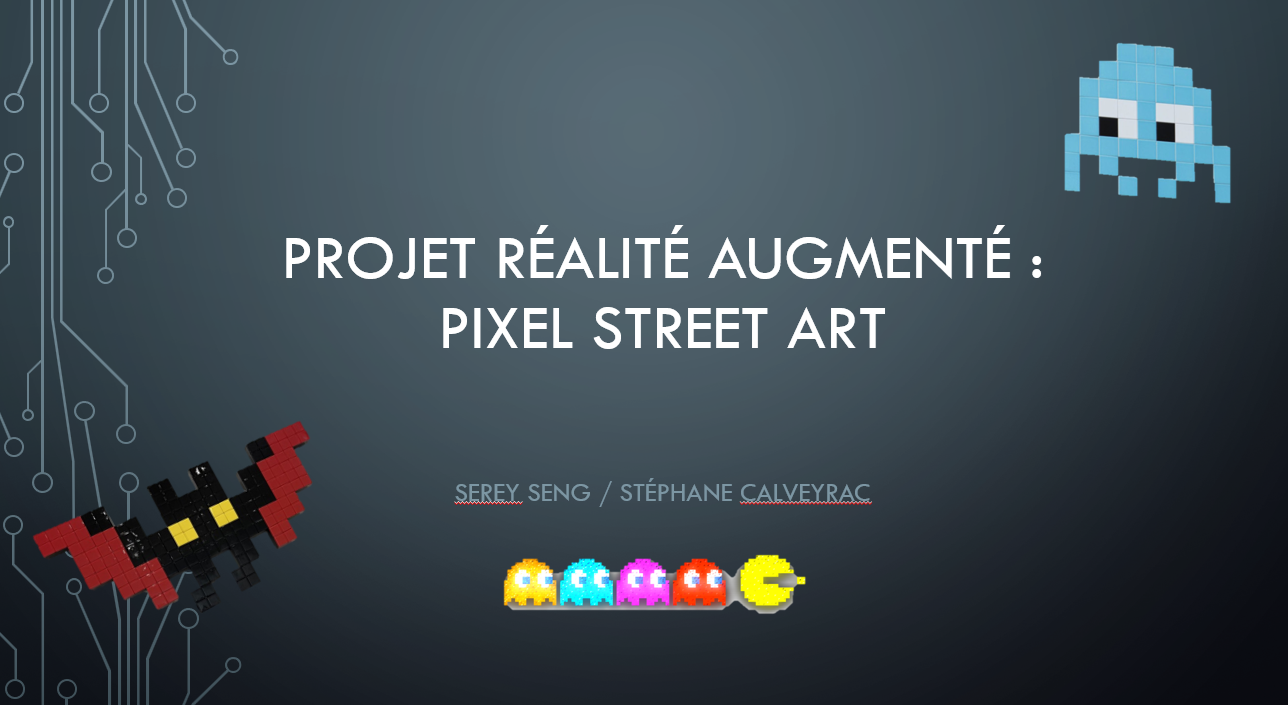 PROJET RÉALITÉ AUGMENTÉ :
PIXEL STREET ART
SEREY SENG / STÉPHANE CALVEYRAC